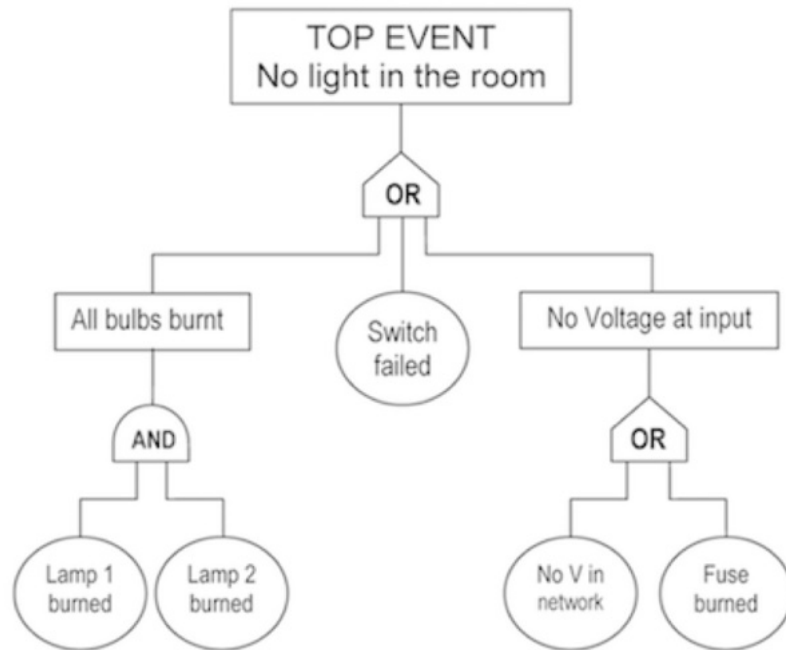 TOP EVENT
No light in the room
OR
All bulbs burnt
Switch
failed
No Voltage at input
AND
OR
Lamp 1
burned
Lamp 2
burned
No V in
network
Fuse
burned